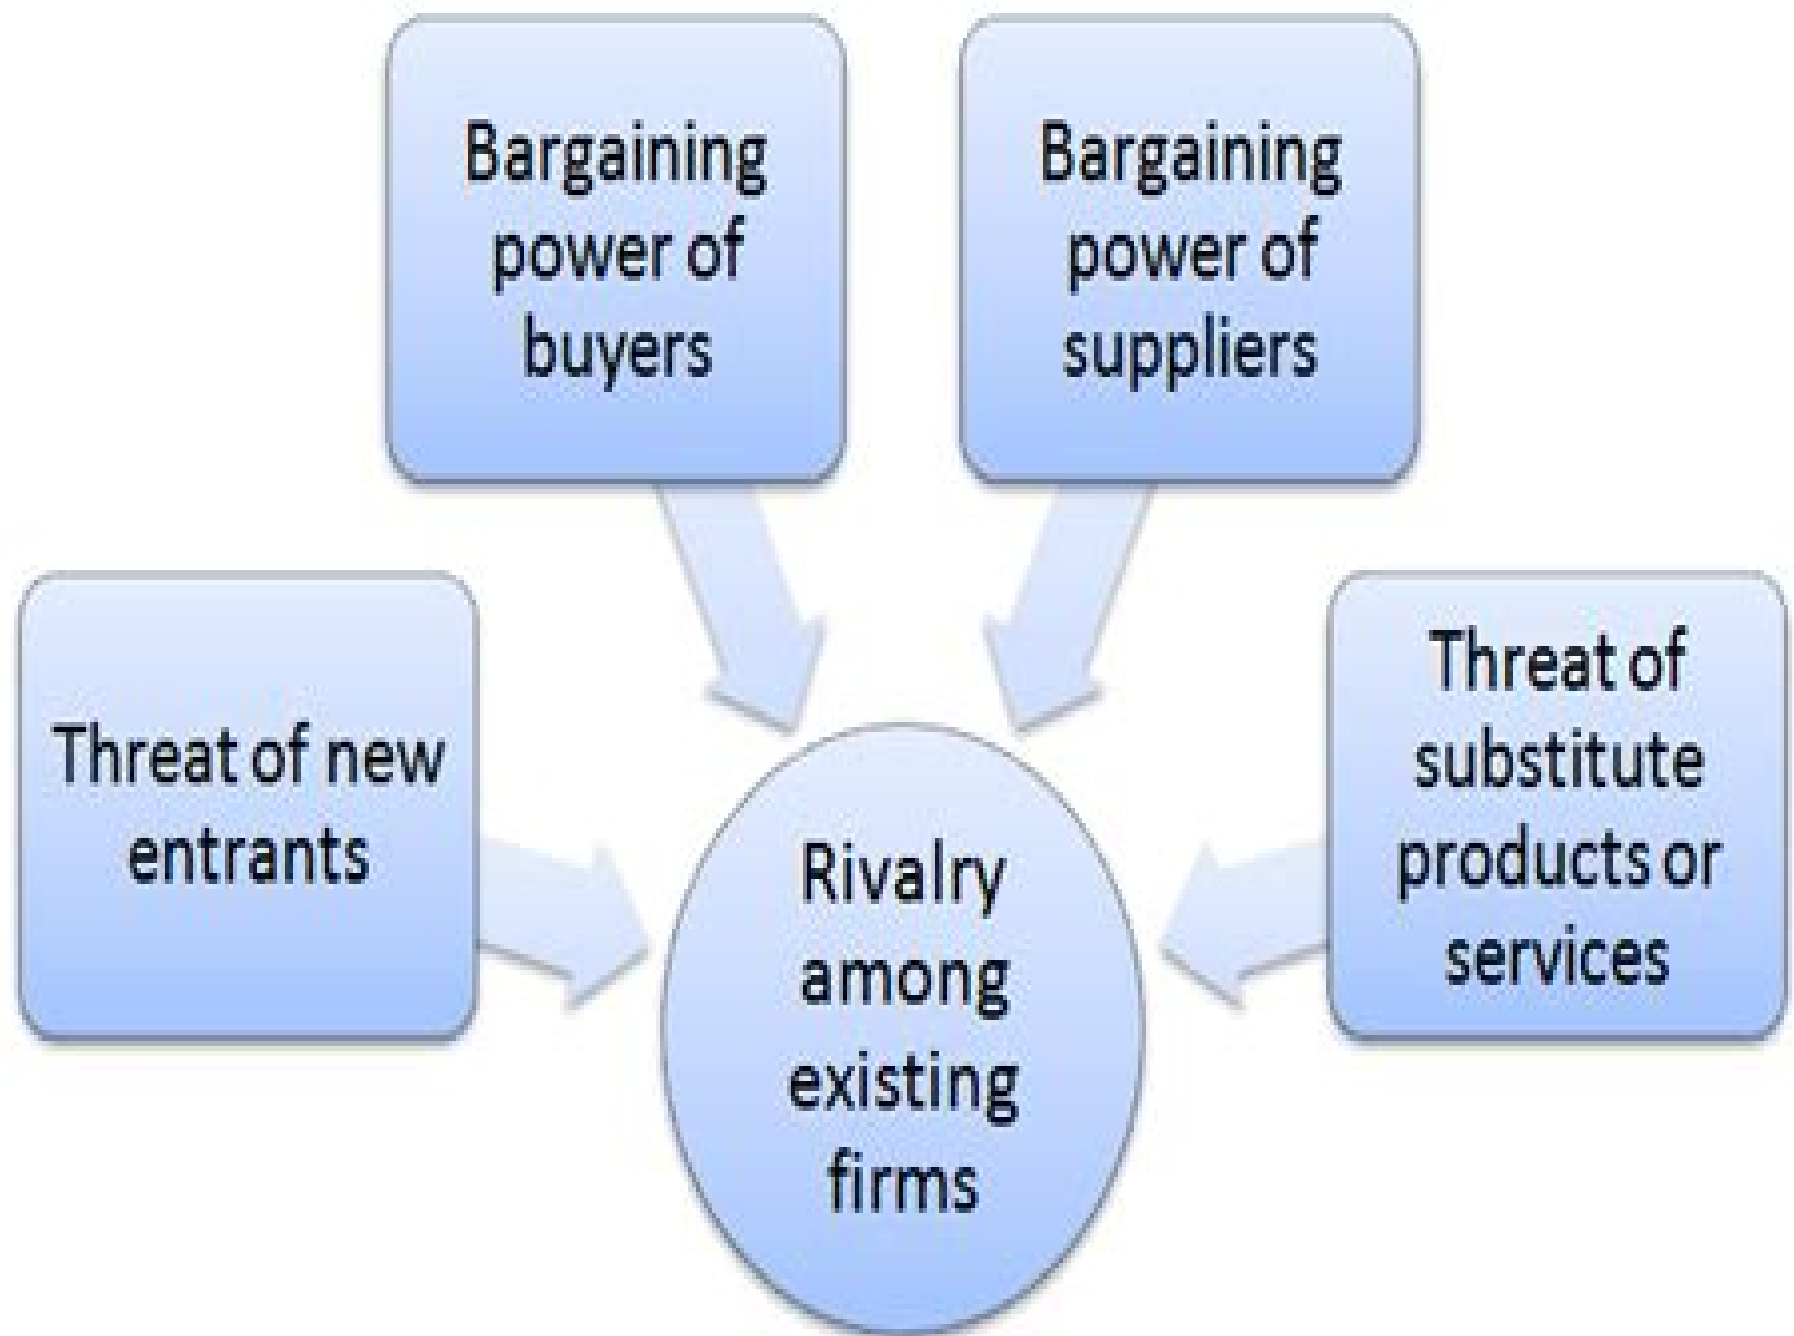 Bargaining
power of
buyers
Bargaining
power of
suppliers
Threat of new
entrants
Threat of
substitute
products or
services
Rivalry
among
existing
firms